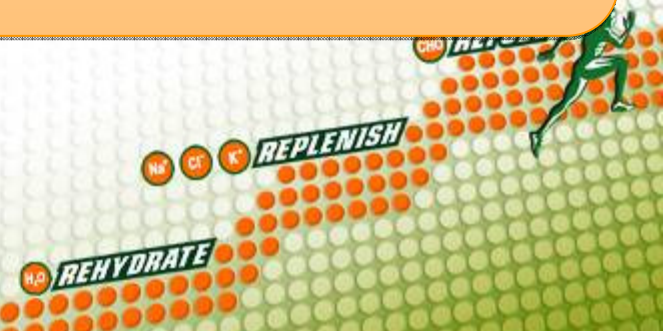 CHO
Na+ Cl- K+ REPLENISH
H2O REHYDRATE